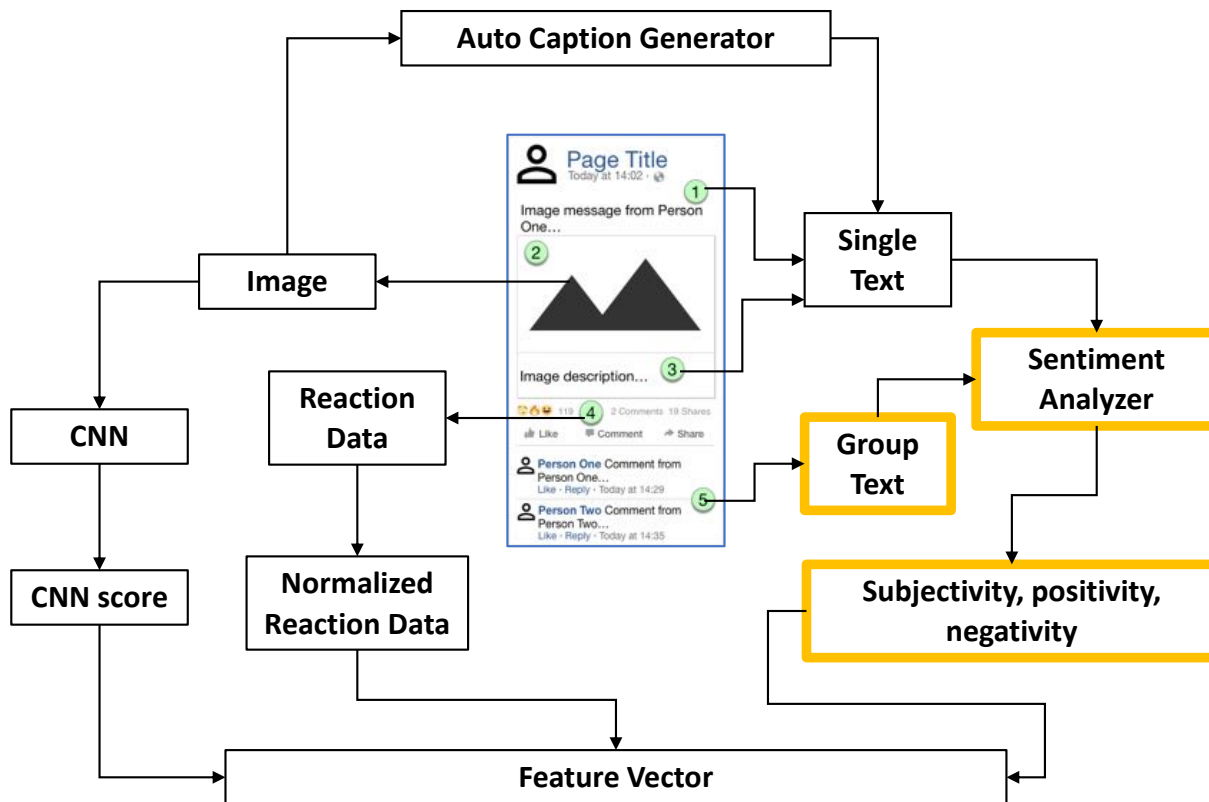 Auto Caption Generator
Page Title
Today at 14:02 ·
1
Image message from Person
One...
2
Single
Text
Image
Image description...
3
Sentiment
Analyzer
Reaction
Data
119
4
2 Comments 19 Shares
Like
Comment
Share
CNN
Group
Text
Person One Comment from
Person One...
Like · Reply · Today at 14:29
5
Person Two Comment from
Person Two...
Like · Reply · Today at 14:35
CNN score
Normalized
Reaction Data
Subjectivity, positivity,
negativity
Feature Vector